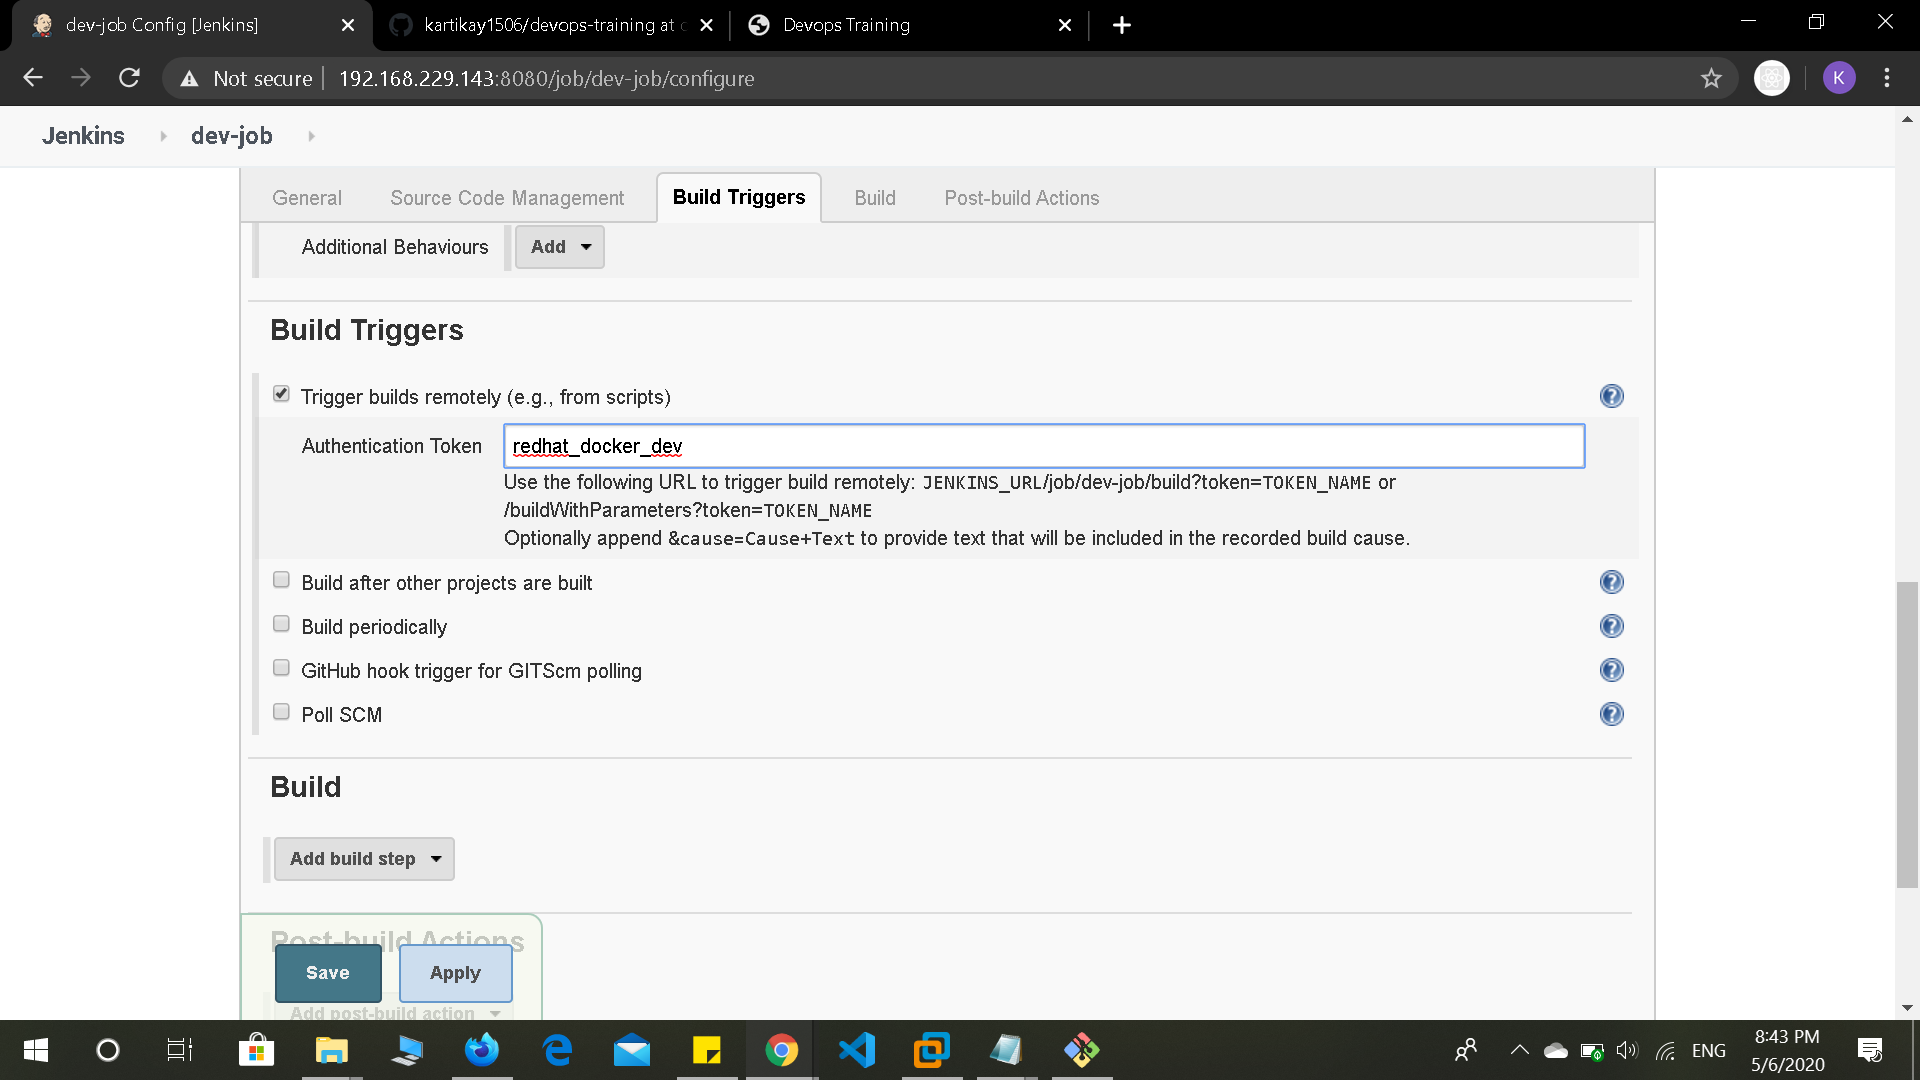 dev-job Config [Jenkins]
kartikay1506/devops-training at c
Devops Training
Not secure
192.168.229.143:8080/job/dev-job/configure
K
Jenkins
dev-job
General
Source Code Management
Build Triggers
Build
Post-build Actions
Additional Behaviours
Add
Build Triggers
Trigger builds remotely (e.g., from scripts)
Authentication Token
redhat_docker_dev
Use the following URL to trigger build remotely: JENKINS_URL/job/dev-job/build?token=TOKEN_NAME or
/buildWithParameters?token=TOKEN_NAME
Optionally append &cause=Cause+Text to provide text that will be included in the recorded build cause.
Build after other projects are built
Build periodically
GitHub hook trigger for GITScm polling
Poll SCM
Build
Add build step
Post-build Actions
Save
Apply
Add post-build action
ENG
8:43 PM
5/6/2020